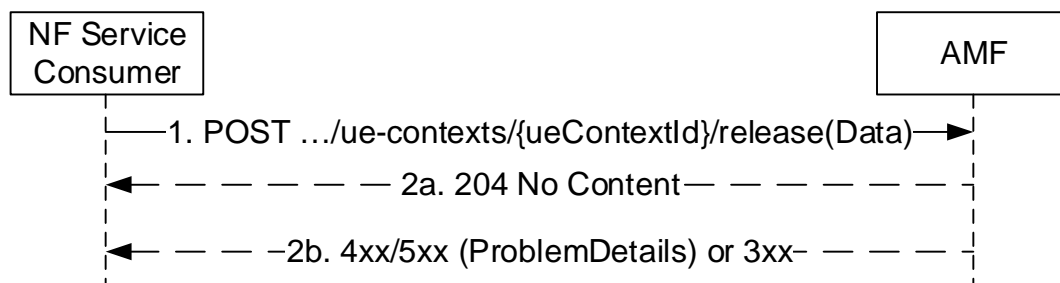 NF Service
Consumer
AMF
1. POST …/ue-contexts/{ueContextId}/release(Data)
2a. 204 No Content
2b. 4xx/5xx (ProblemDetails) or 3xx